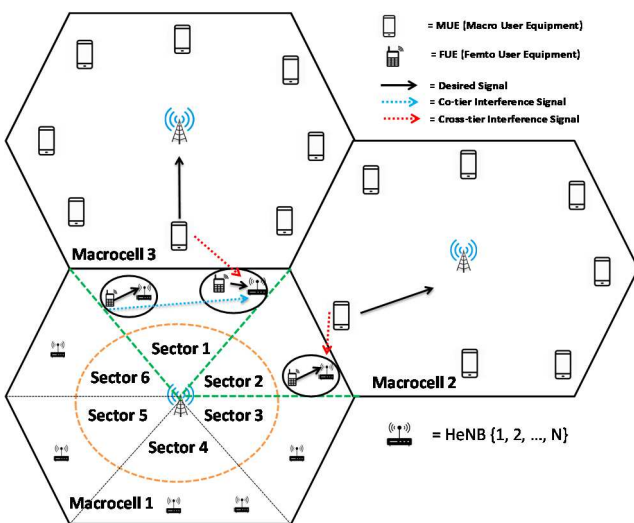 = MUE (Macro User Equipment)
= FUE (Femto User Equipment)
= Desired Signal
= Co-tier Interference Signal
= Cross-tier Interference Signal
Macrocell 3
Sector 1
Sector 6
Sector 2
Sector 5
Sector 3
Sector 4
Macrocell 2
= HeNB {1, 2, ..., N}
Macrocell 1